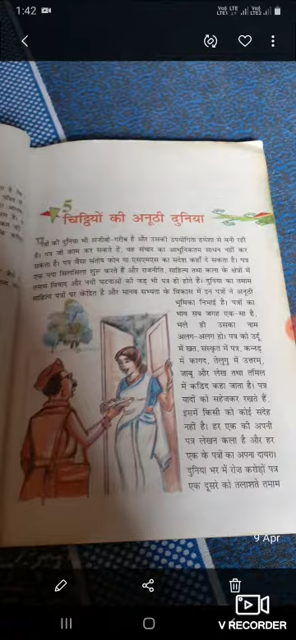 1:42
5
चिट्ठियों की अनूठी दुनिया
पत्रों की दुनिया भी अजीबो-गरीब है और उसकी उपयोगिता हमेशा से बनी रही
है। पत्र जो काम कर सकते हैं, वह संचार का आधुनिकतम साधन नहीं कर
सकता है। पत्र जैसा संतोष फोन या एसएमएस का संदेश कहाँ दे सकता है। पत्र
एक नया सिलसिला शुरू करते हैं और राजनीति, साहित्य तथा कला के क्षेत्रों में
तमाम विवाद और नयी घटनाओं की जड़ भी पत्र ही होते हैं। दुनिया का तमाम
साहित्य पत्रों पर केंद्रित है और मानव सभ्यता के विकास में इन पत्रों ने अनूठी
भूमिका निभाई है। पत्रों का
भाव सब जगह एक-सा है,
भले ही उसका नाम
अलग-अलग हो। पत्र को उर्दू
में खत, संस्कृत में पत्र, कन्नड़
में कागद, तेलुगु में उत्तरम्,
जाबू और लेख तथा तमिल
में कडिद कहा जाता है। पत्र
यादों को सहेजकर रखते हैं,
इसमें किसी को कोई संदेह
नहीं है। हर एक की अपनी
पत्र लेखन कला है और हर
एक के पत्रों का अपना दायरा।
दुनिया भर में रोज़ करोड़ों पत्र
एक दूसरे को तलाशते तमाम
9 Apr
V RECORDER